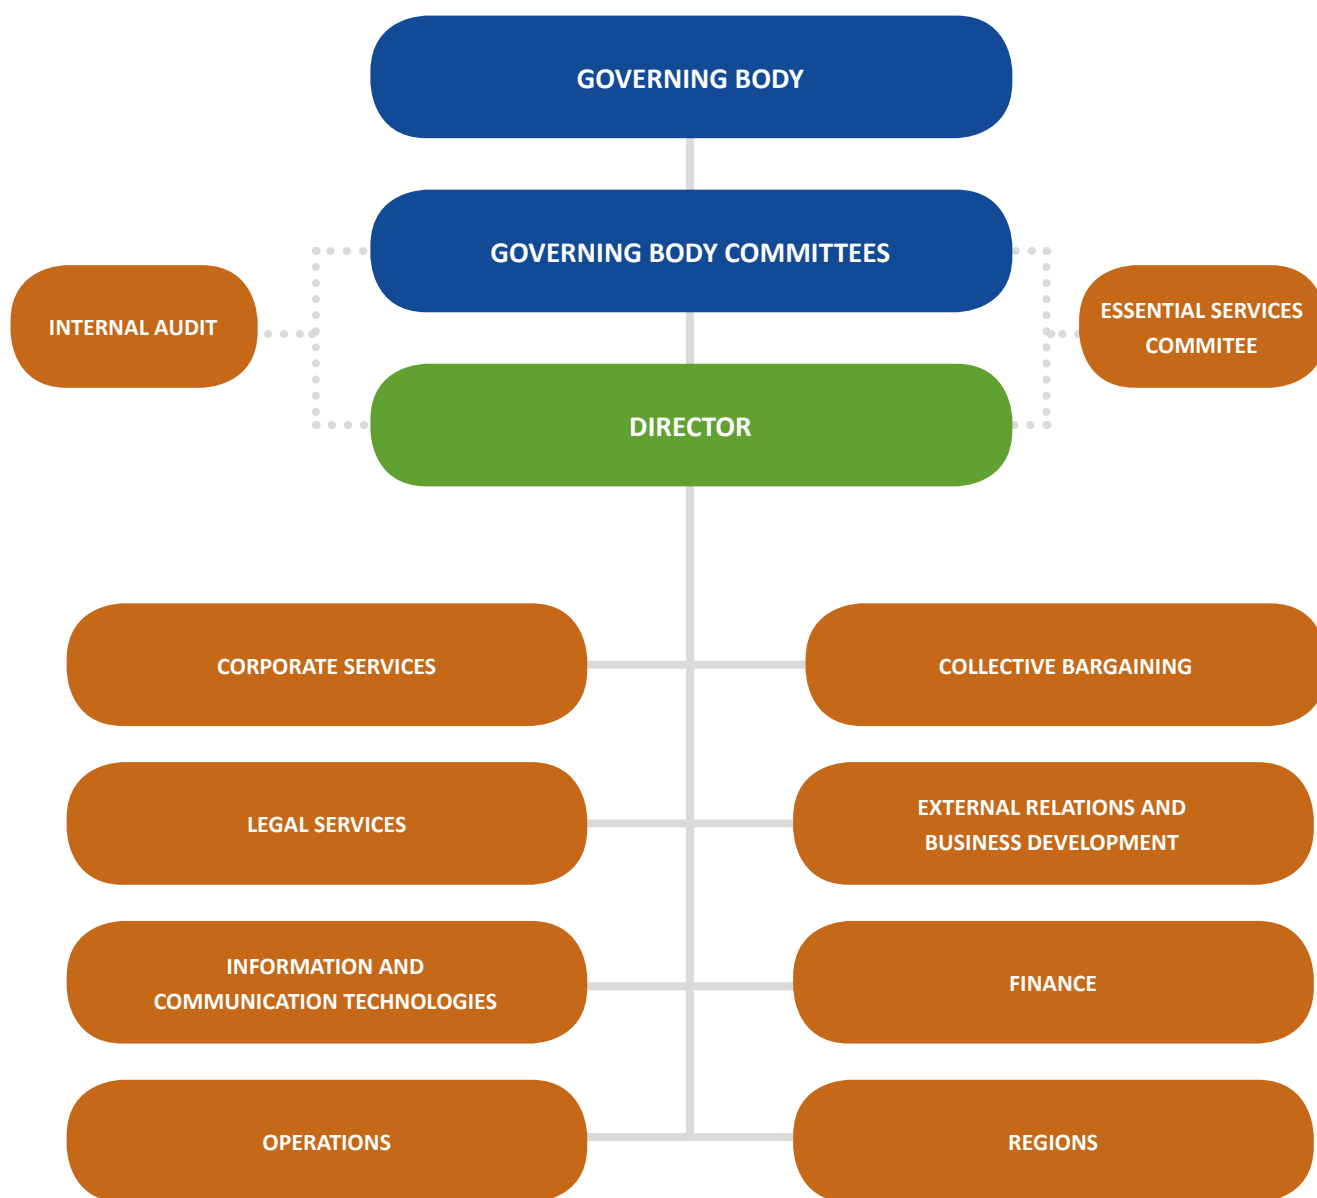 GOVERNING BODY
GOVERNING BODY COMMITTEES
INTERNAL AUDIT
ESSENTIAL SERVICES
COMMITEE
DIRECTOR
CORPORATE SERVICES
COLLECTIVE BARGAINING
LEGAL SERVICES
EXTERNAL RELATIONS AND
BUSINESS DEVELOPMENT
INFORMATION AND
COMMUNICATION TECHNOLOGIES
FINANCE
OPERATIONS
REGIONS